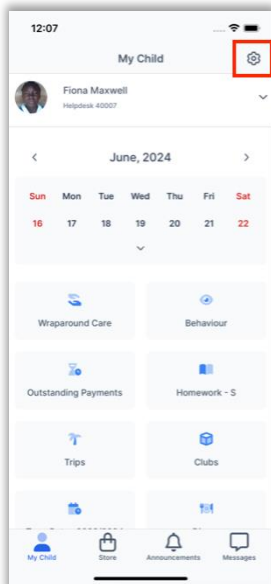 12:07
My Child
Fiona Maxwell
Helpdesk 40007
June, 2024
Sun Mon Tue Wed Thu Fri Sat
16 17 18 19 20 21 22
Wraparound Care Behaviour
Outstanding Payments Homework - S
Trips Clubs
My Child Store Announcements Messages